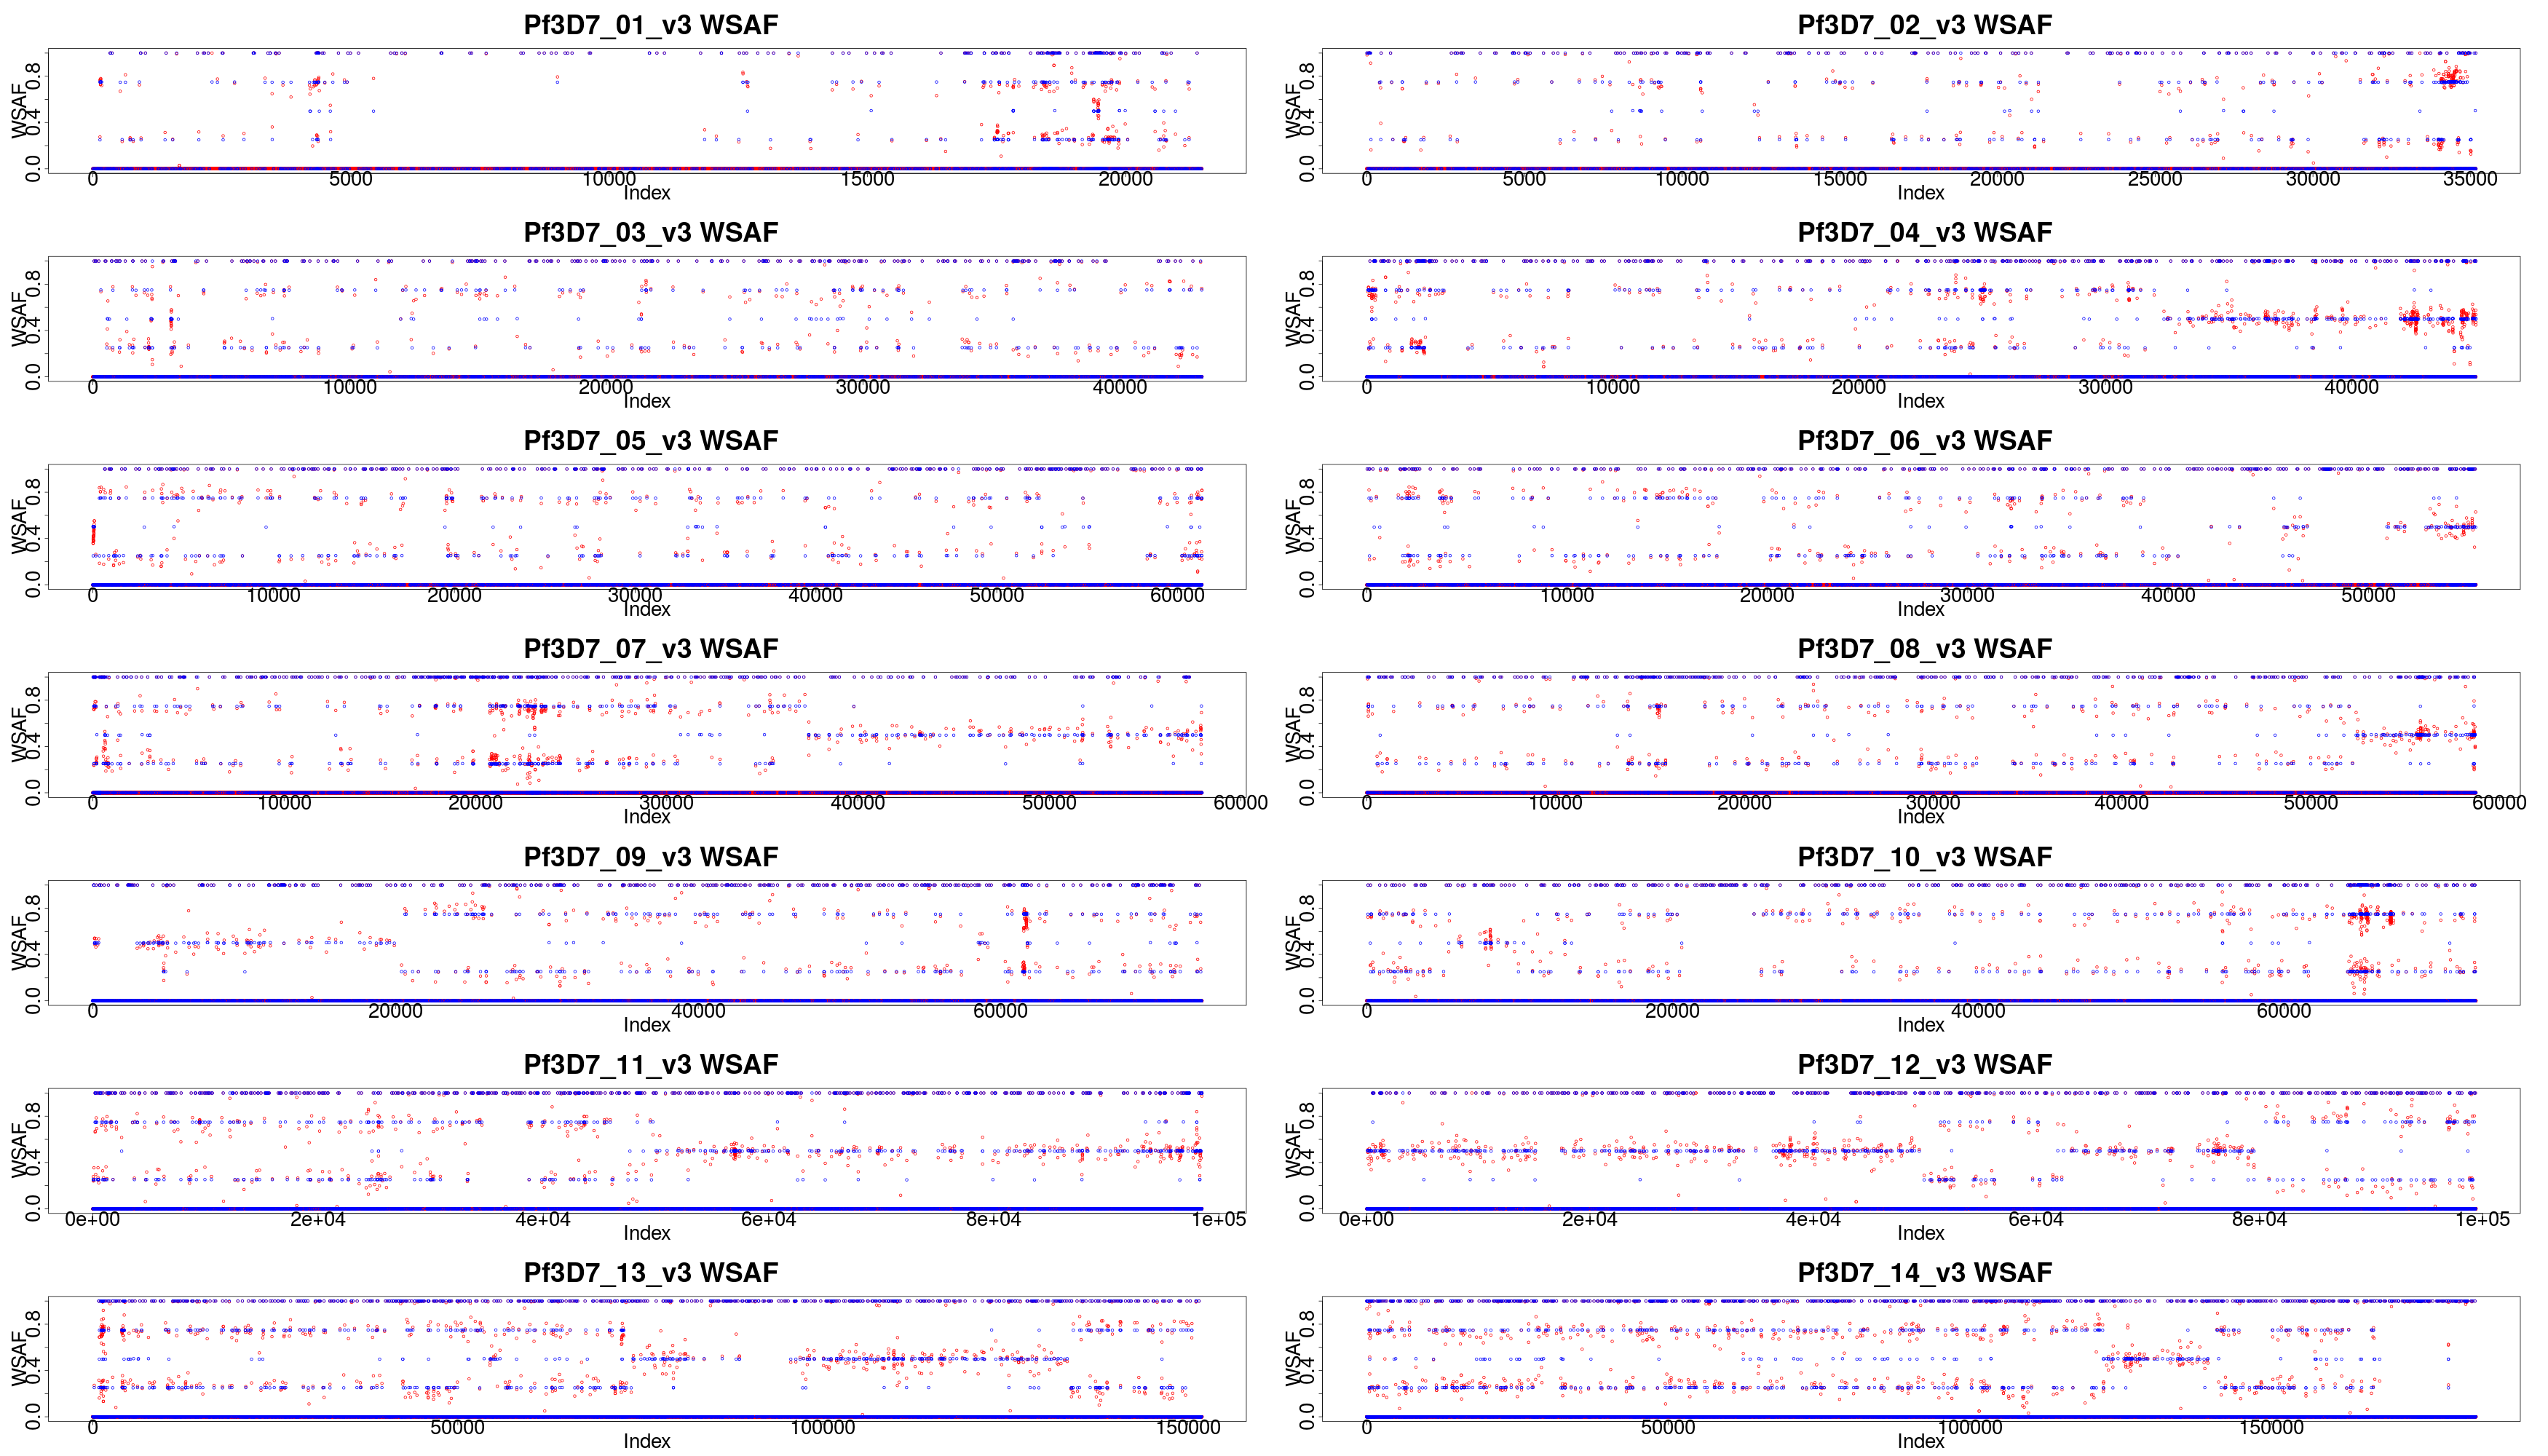 Pf3D7_01_v3 WSAF
WSAF
0.0 0.4 0.8
0 5000 10000 15000 20000
Index
Pf3D7_02_v3 WSAF
WSAF
0.0 0.4 0.8
0 5000 10000 15000 20000 25000 30000 35000
Index
Pf3D7_03_v3 WSAF
WSAF
0.0 0.4 0.8
0 10000 20000 30000 40000
Index
Pf3D7_04_v3 WSAF
WSAF
0.0 0.4 0.8
0 10000 20000 30000 40000
Index
Pf3D7_05_v3 WSAF
WSAF
0.0 0.4 0.8
0 10000 20000 30000 40000 50000 60000
Index
Pf3D7_06_v3 WSAF
WSAF
0.0 0.4 0.8
0 10000 20000 30000 40000 50000
Index
Pf3D7_07_v3 WSAF
WSAF
0.0 0.4 0.8
0 10000 20000 30000 40000 50000 60000
Index
Pf3D7_08_v3 WSAF
WSAF
0.0 0.4 0.8
0 10000 20000 30000 40000 50000 60000
Index
Pf3D7_09_v3 WSAF
WSAF
0.0 0.4 0.8
0 20000 40000 60000
Index
Pf3D7_10_v3 WSAF
WSAF
0.0 0.4 0.8
0 20000 40000 60000
Index
Pf3D7_11_v3 WSAF
WSAF
0.0 0.4 0.8
0e+00 2e+04 4e+04 6e+04 8e+04 1e+05
Index
Pf3D7_12_v3 WSAF
WSAF
0.0 0.4 0.8
0e+00 2e+04 4e+04 6e+04 8e+04 1e+05
Index
Pf3D7_13_v3 WSAF
WSAF
0.0 0.4 0.8
0 50000 100000 150000
Index
Pf3D7_14_v3 WSAF
WSAF
0.0 0.4 0.8
0 50000 100000 150000
Index